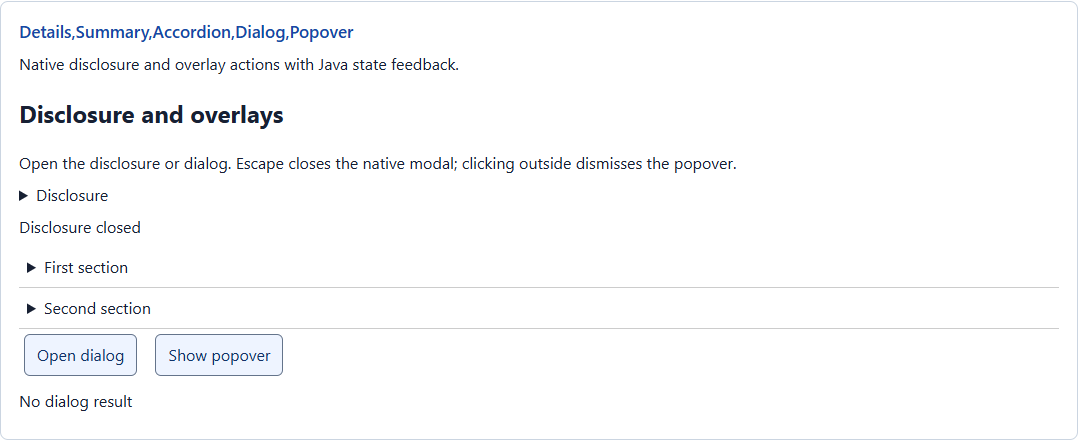 Details,Summary,Accordion,Dialog,Popover
Native disclosure and overlay actions with Java state feedback.
Disclosure and overlays
Open the disclosure or dialog. Escape closes the native modal; clicking outside dismisses the popover.
Disclosure
Disclosure closed
First section
Second section
Open dialog Show popover
No dialog result